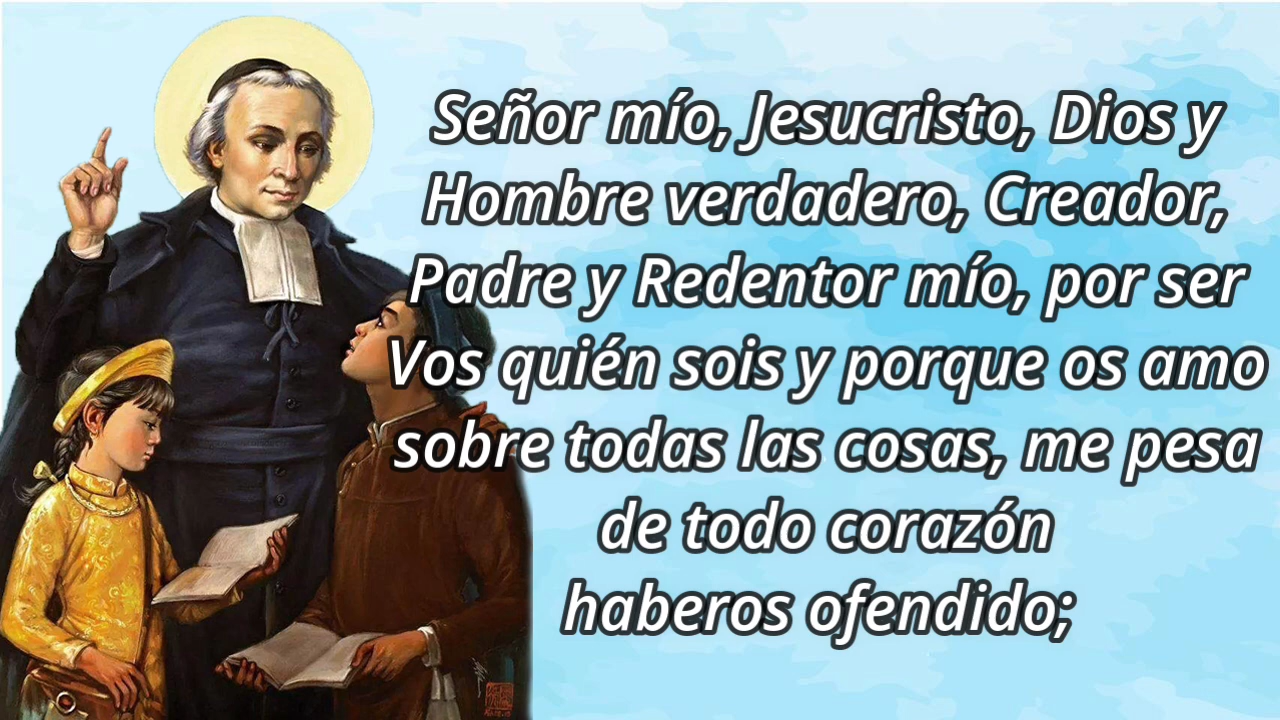 Señor mío, Jesucristo, Dios y
Hombre verdadero, Creador,
Padre y Redentor mío, por ser
Vos quién sois y porque os amo
sobre todas las cosas, me pesa
de todo corazón
haberos ofendido;